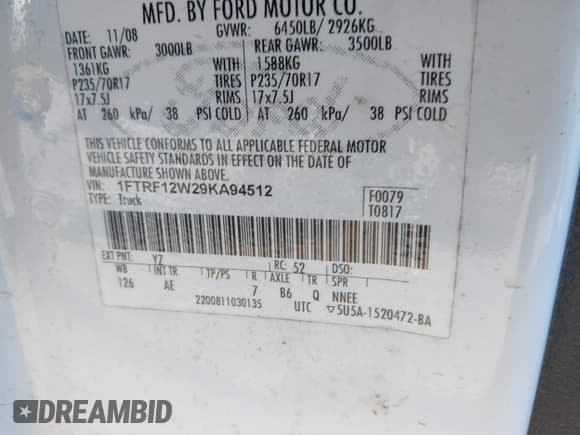 MFD. BY FORD MOTOR CO.
DATE: 11/08 GVWR: 6450LB/ 2926KG
FRONT GAWR: 3000LB REAR GAWR: 3500LB
1361KG WITH 1588KG WITH
P235/70R17 TIRES P235/70R17 TIRES
17x7.5J RIMS 17x7.5J RIMS
AT 260 kPa/ 38 PSI COLD AT 260 kPa/ 38 PSI COLD
THIS VEHICLE CONFORMS TO ALL APPLICABLE FEDERAL MOTOR
VEHICLE SAFETY STANDARDS IN EFFECT ON THE DATE OF
MANUFACTURE SHOWN ABOVE.
VIN: 1FTRF12W29KA94512 F0079
TYPE: Truck T0817
EXT PNT: YZ RC: 52 DSO:
WB INT TR TP/PS R AXLE TR SPR
126 AE 7 B6 Q NNEE
2200811030135 UTC ▽5U5A-1520472-BA
DREAMBID